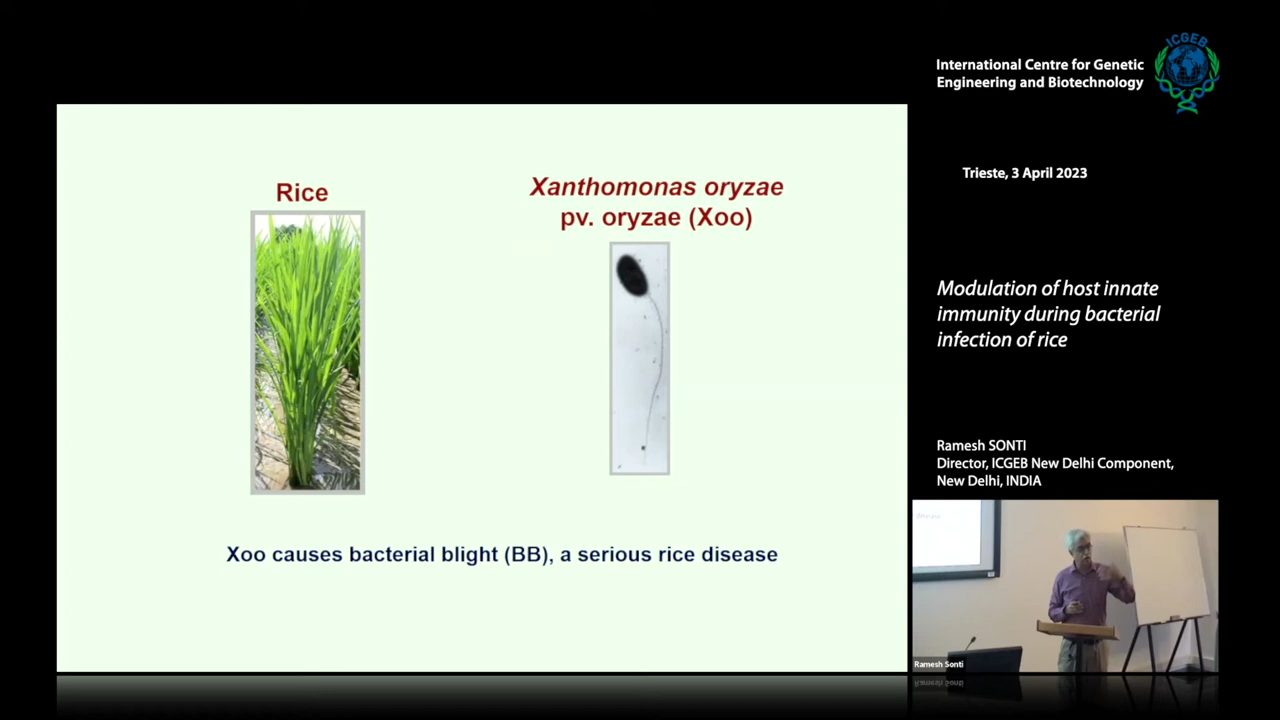 Rice
Xanthomonas oryzae
pv. oryzae (Xoo)
Xoo causes bacterial blight (BB), a serious rice disease
International Centre for Genetic
Engineering and Biotechnology
ICGEB
Trieste, 3 April 2023
Modulation of host innate
immunity during bacterial
infection of rice
Ramesh SONTI
Director, ICGEB New Delhi Component,
New Delhi, INDIA
Ramesh Sonti